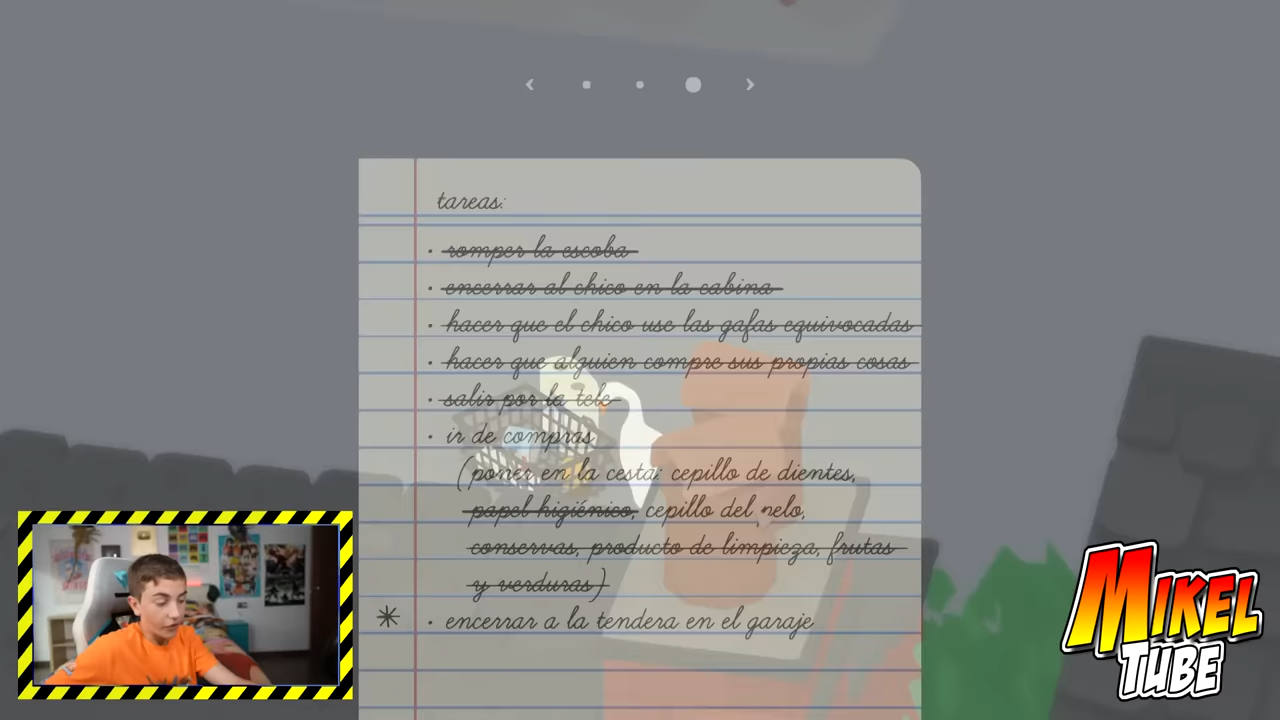 tareas:
· romper la escoba
· encerrar al chico en la cabina
· hacer que el chico use las gafas equivocadas
· hacer que alguien compre sus propias cosas
· salir por la tele
· ir de compras
(poner en la cesta: cepillo de dientes,
papel higiénico, cepillo del pelo,
conservas, producto de limpieza, frutas
y verduras)
* · encerrar a la tendera en el garaje
MIKEL
TUBE